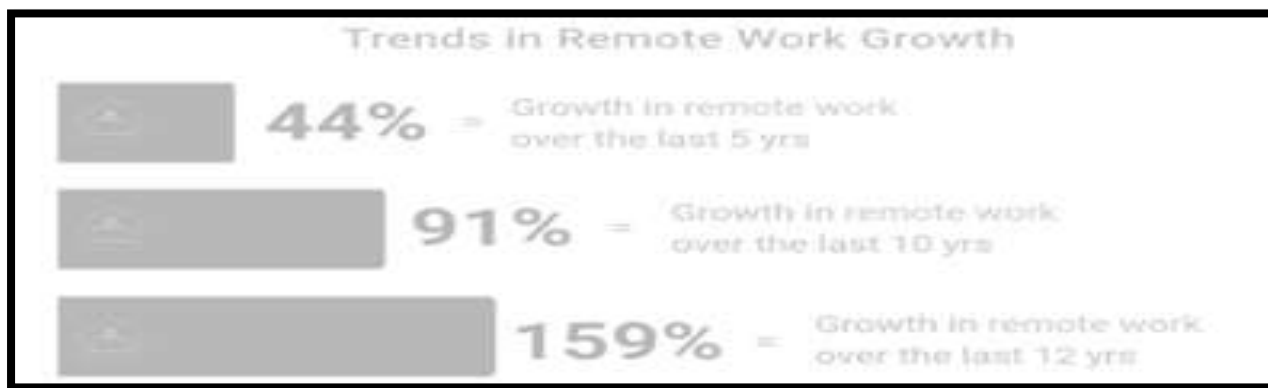 Trends in Remote Work Growth
44% = Growth in remote work
over the last 5 yrs
91% = Growth in remote work
over the last 10 yrs
159% = Growth in remote work
over the last 12 yrs